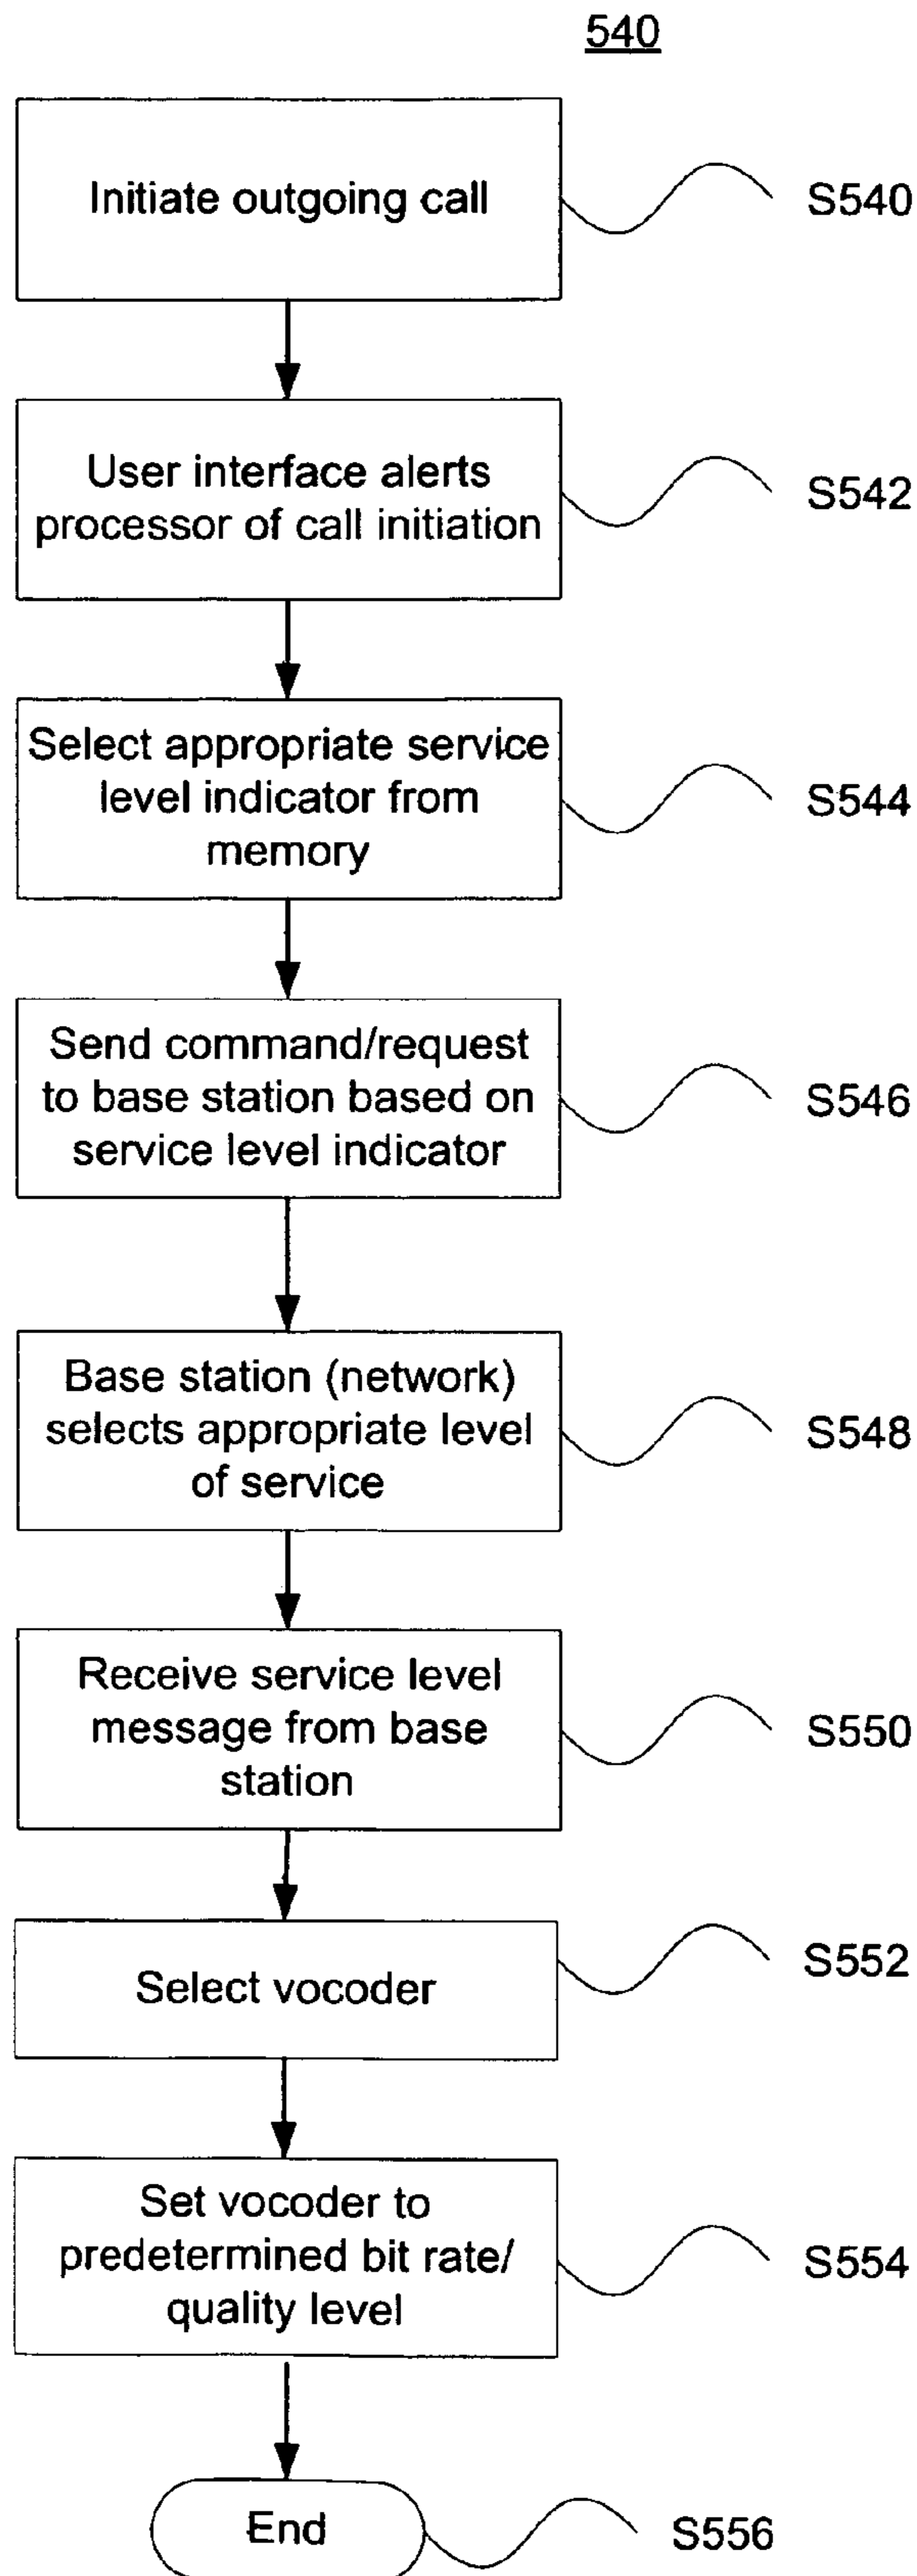 540
Initiate outgoing call
S540
User interface alerts
processor of call initiation
S542
Select appropriate service
level indicator from
memory
S544
Send command/request
to base station based on
service level indicator
S546
Base station (network)
selects appropriate level
of service
S548
Receive service level
message from base
station
S550
Select vocoder
S552
Set vocoder to
predetermined bit rate/
quality level
S554
End
S556